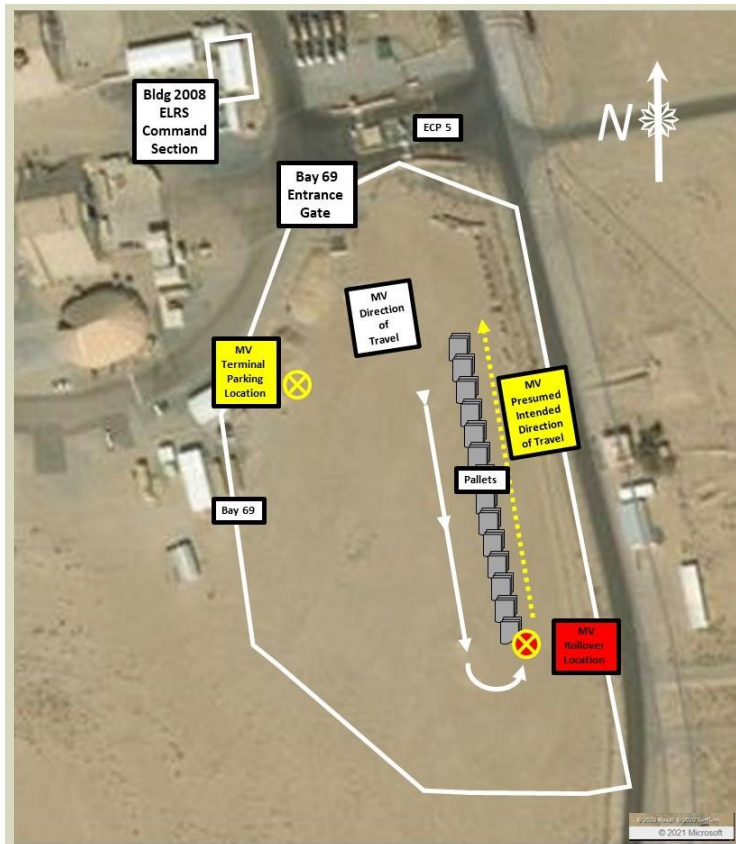 Bldg 2008
ELRS
Command
Section
ECP 5
N
Bay 69
Entrance
Gate
MV
Direction
of
Travel
MV
Terminal
Parking
Location
MV
Presumed
Intended
Direction
of Travel
Pallets
Bay 69
MV
Rollover
Location
© 2021 Microsoft